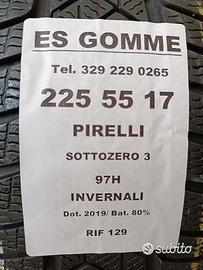 ES GOMME
Tel. 329 229 0265
225 55 17
PIRELLI
SOTTOZERO 3
97H
INVERNALI
Dot. 2019/ Bat. 80%
RIF 129
subito